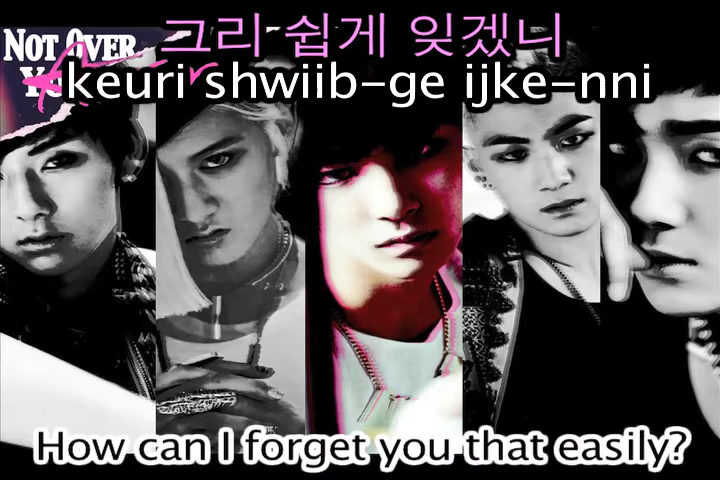 NOT OVER
그리 쉽게 잊겠니
keuri shwiib-ge ijke-nni
How can I forget you that easily?